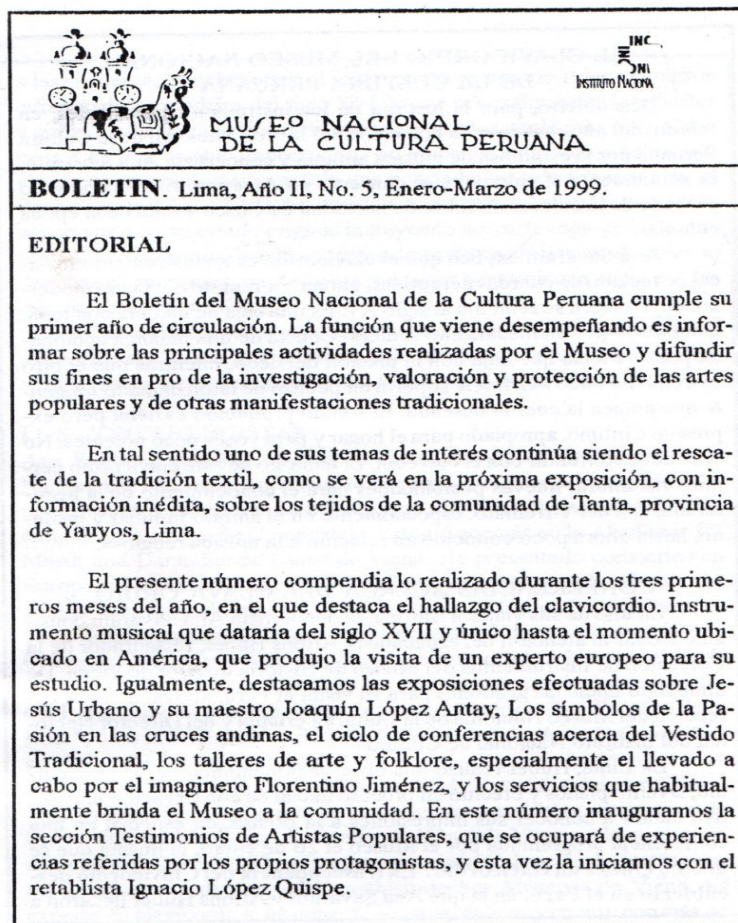 INC
INC
INSTITUTO NACIONA
MUSEO NACIONAL
DE LA CULTURA PERUANA
BOLETIN. Lima, Año II, No. 5, Enero-Marzo de 1999.
EDITORIAL
El Boletín del Museo Nacional de la Cultura Peruana cumple su
primer año de circulación. La función que viene desempeñando es infor-
mar sobre las principales actividades realizadas por el Museo y difundir
sus fines en pro de la investigación, valoración y protección de las artes
populares y de otras manifestaciones tradicionales.
En tal sentido uno de sus temas de interés continúa siendo el resca-
te de la tradición textil, como se verá en la próxima exposición, con in-
formación inédita, sobre los tejidos de la comunidad de Tanta, provincia
de Yauyos, Lima.
El presente número compendia lo realizado durante los tres prime-
ros meses del año, en el que destaca el hallazgo del clavicordio. Instru-
mento musical que dataría del siglo XVII y único hasta el momento ubi-
cado en América, que produjo la visita de un experto europeo para su
estudio. Igualmente, destacamos las exposiciones efectuadas sobre Je-
sús Urbano y su maestro Joaquín López Antay, Los símbolos de la Pa-
sión en las cruces andinas, el ciclo de conferencias acerca del Vestido
Tradicional, los talleres de arte y folklore, especialmente el llevado a
cabo por el imaginero Florentino Jiménez, y los servicios que habitual-
mente brinda el Museo a la comunidad. En este número inauguramos la
sección Testimonios de Artistas Populares, que se ocupará de experien-
cias referidas por los propios protagonistas, y esta vez la iniciamos con el
retablista Ignacio López Quispe.